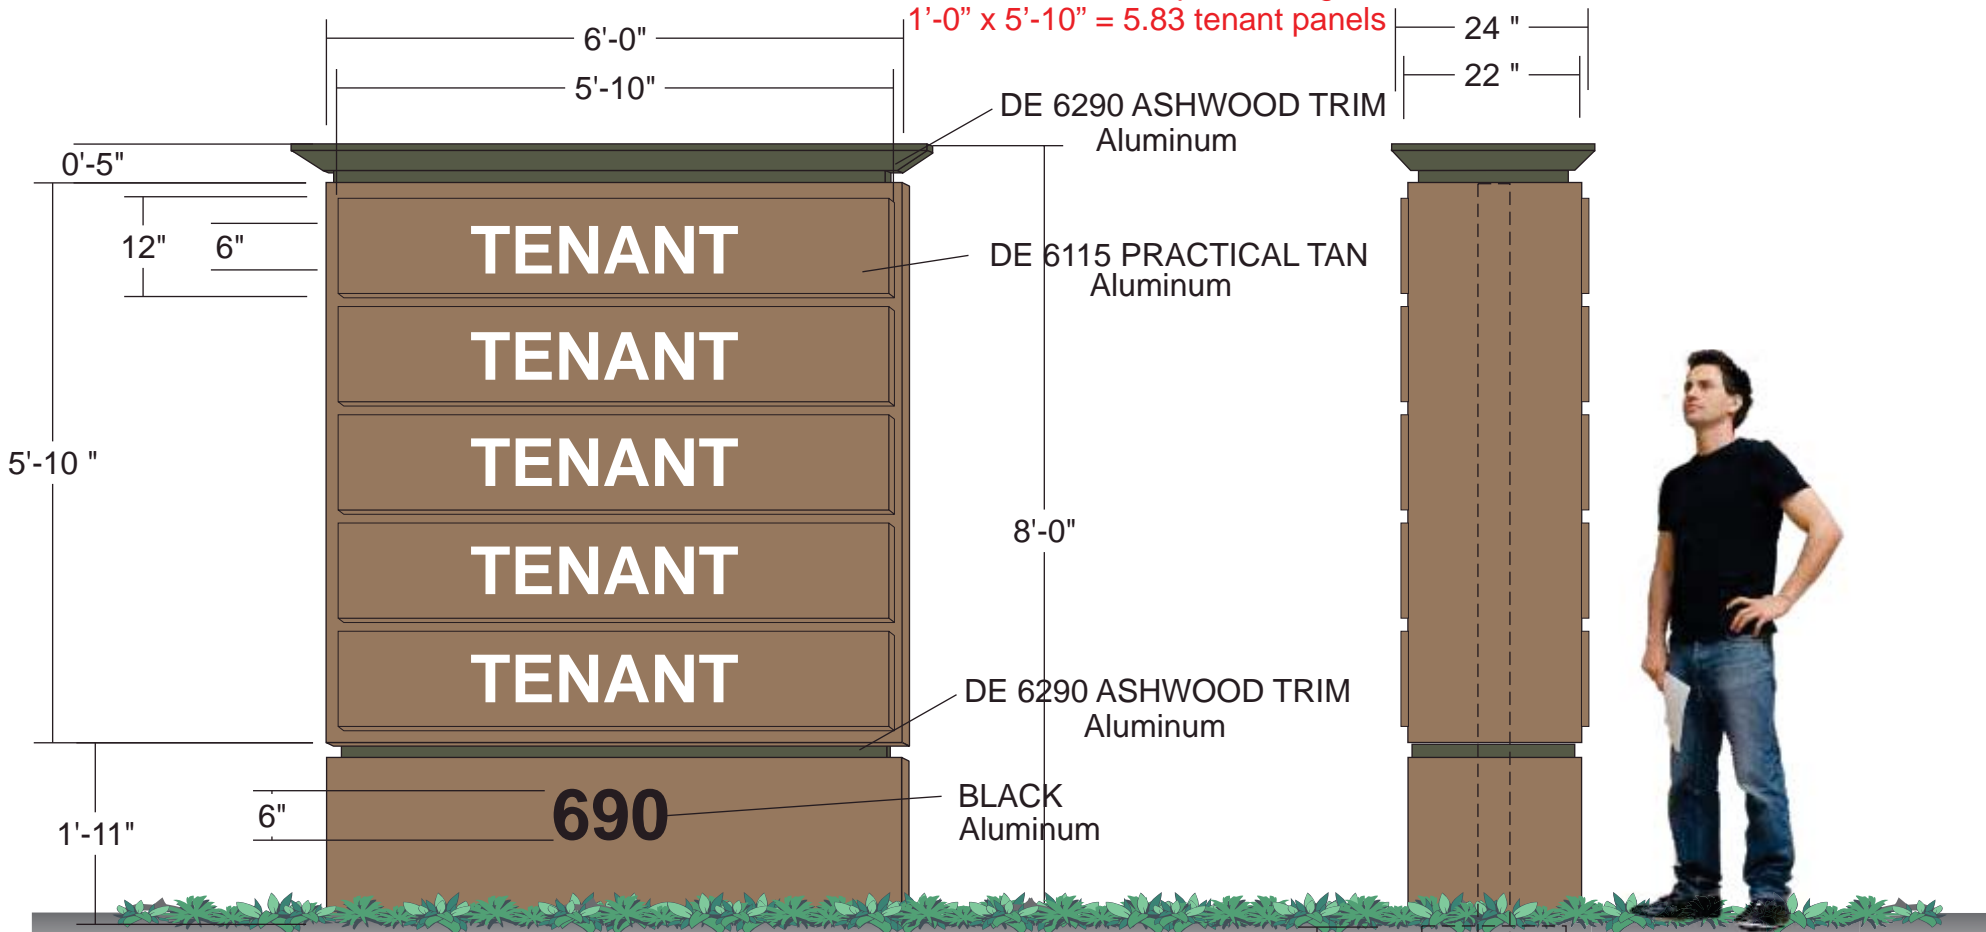 1’-0” x 5’-10” = 5.83 tenant panels
6'-0"
24 "
5'-10"
22 "
DE 6290 ASHWOOD TRIM
Aluminum
0'-5"
12"
6"
TENANT
DE 6115 PRACTICAL TAN
Aluminum
TENANT
5'-10 "
TENANT
8'-0"
TENANT
TENANT
DE 6290 ASHWOOD TRIM
Aluminum
1'-11"
6"
690
BLACK
Aluminum